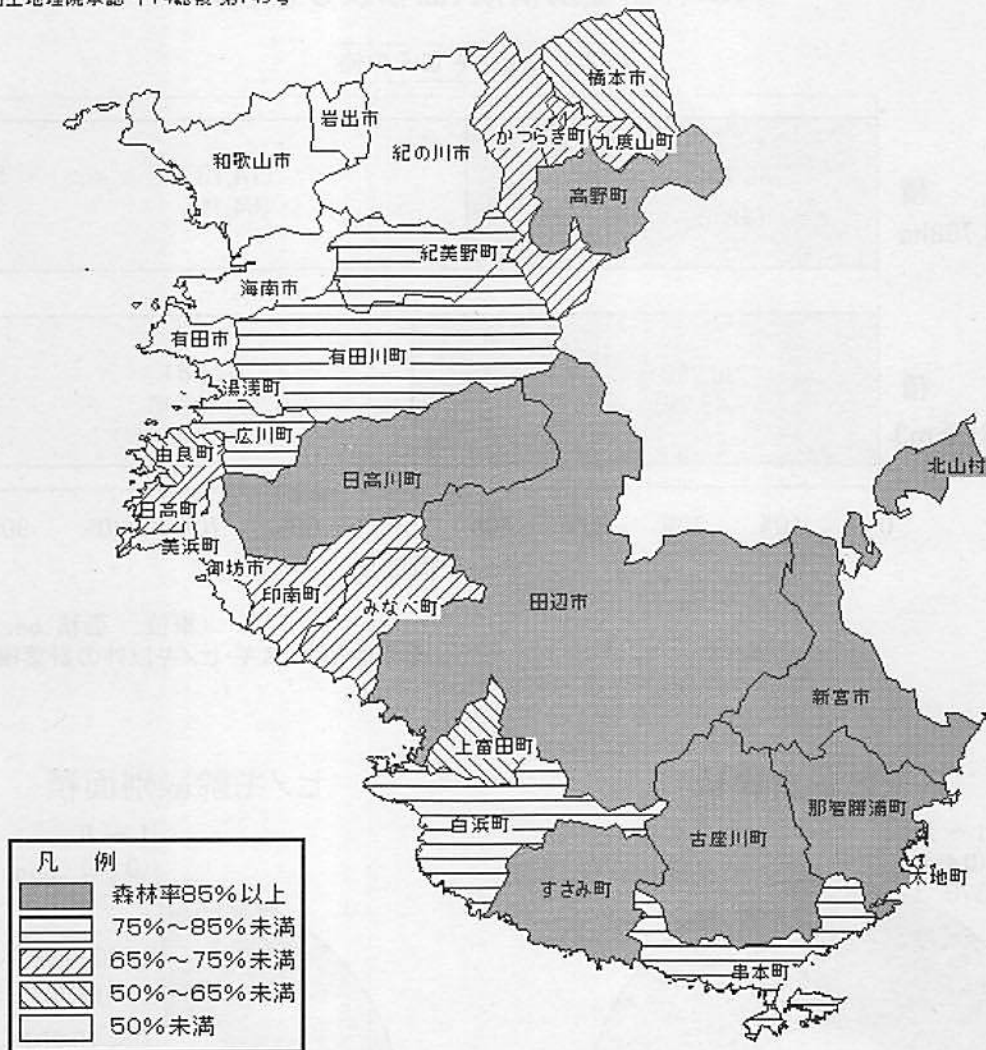 橋本市
岩出市
かつらぎ町
九度山町
和歌山市
紀の川市
高野町
紀美野町
海南市
有田市
有田川町
湯浅町
広川町
由良町
日高川町
北山村
日高町
美浜町
御坊市
印南町
みなべ町
田辺市
新宮市
上富田町
白浜町
那智勝浦町
古座川町
すさみ町
太地町
串本町
凡 例
森林率85%以上
75%~85%未満
65%~75%未満
50%~65%未満
50%未満